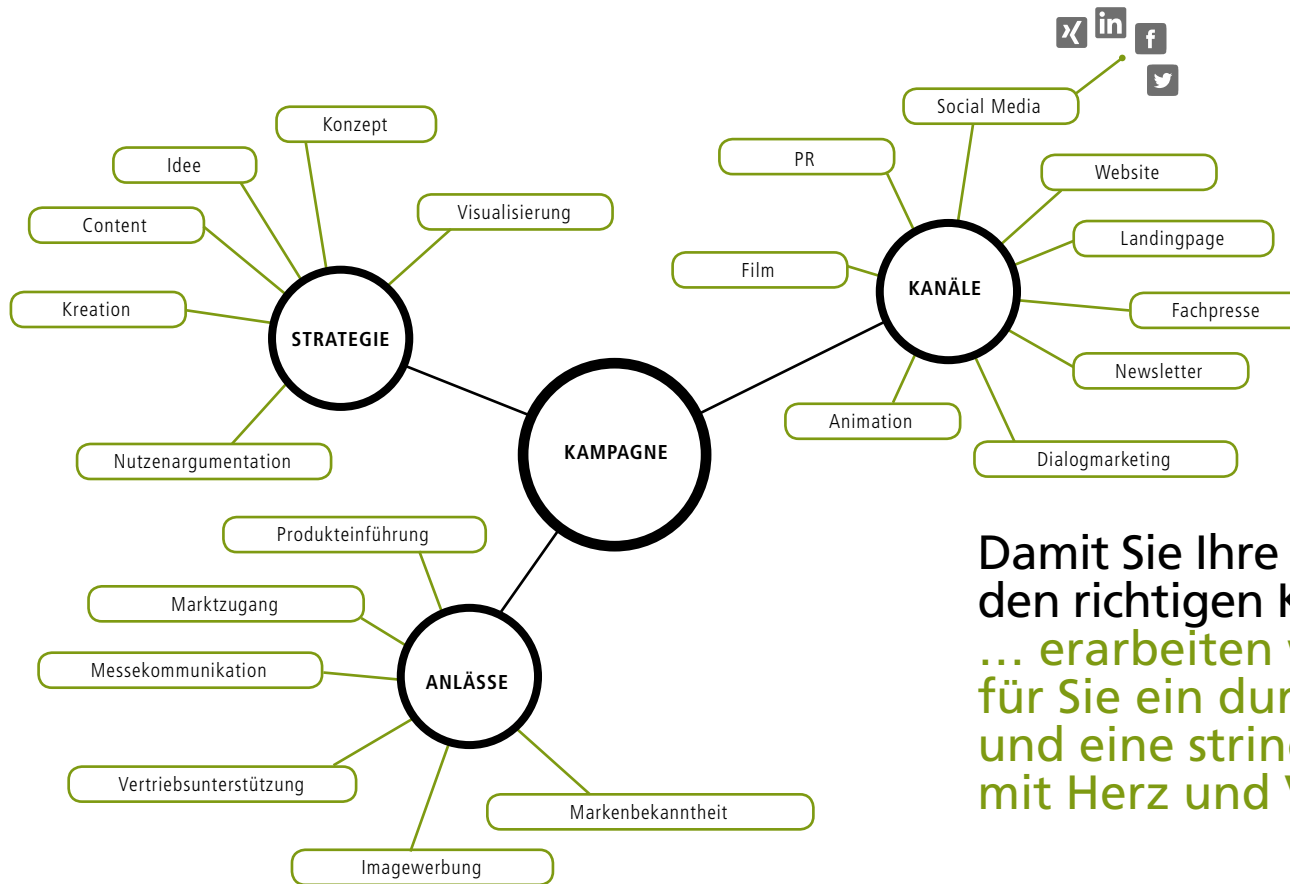 Konzept
Idee
Visualisierung
Content
Kreation
STRATEGIE
Nutzenargumentation
in
f
Social Media
PR
Website
Landingpage
Film
KANÄLE
Fachpresse
Newsletter
Animation
Dialogmarketing
KAMPAGNE
Produkteinführung
Marktzugang
Messekommunikation
ANLÄSSE
Vertriebsunterstützung
Markenbekanntheit
Imagewerbung
Damit Sie Ihre
den richtigen
… erarbeiten
für Sie ein
und eine
mit Herz und